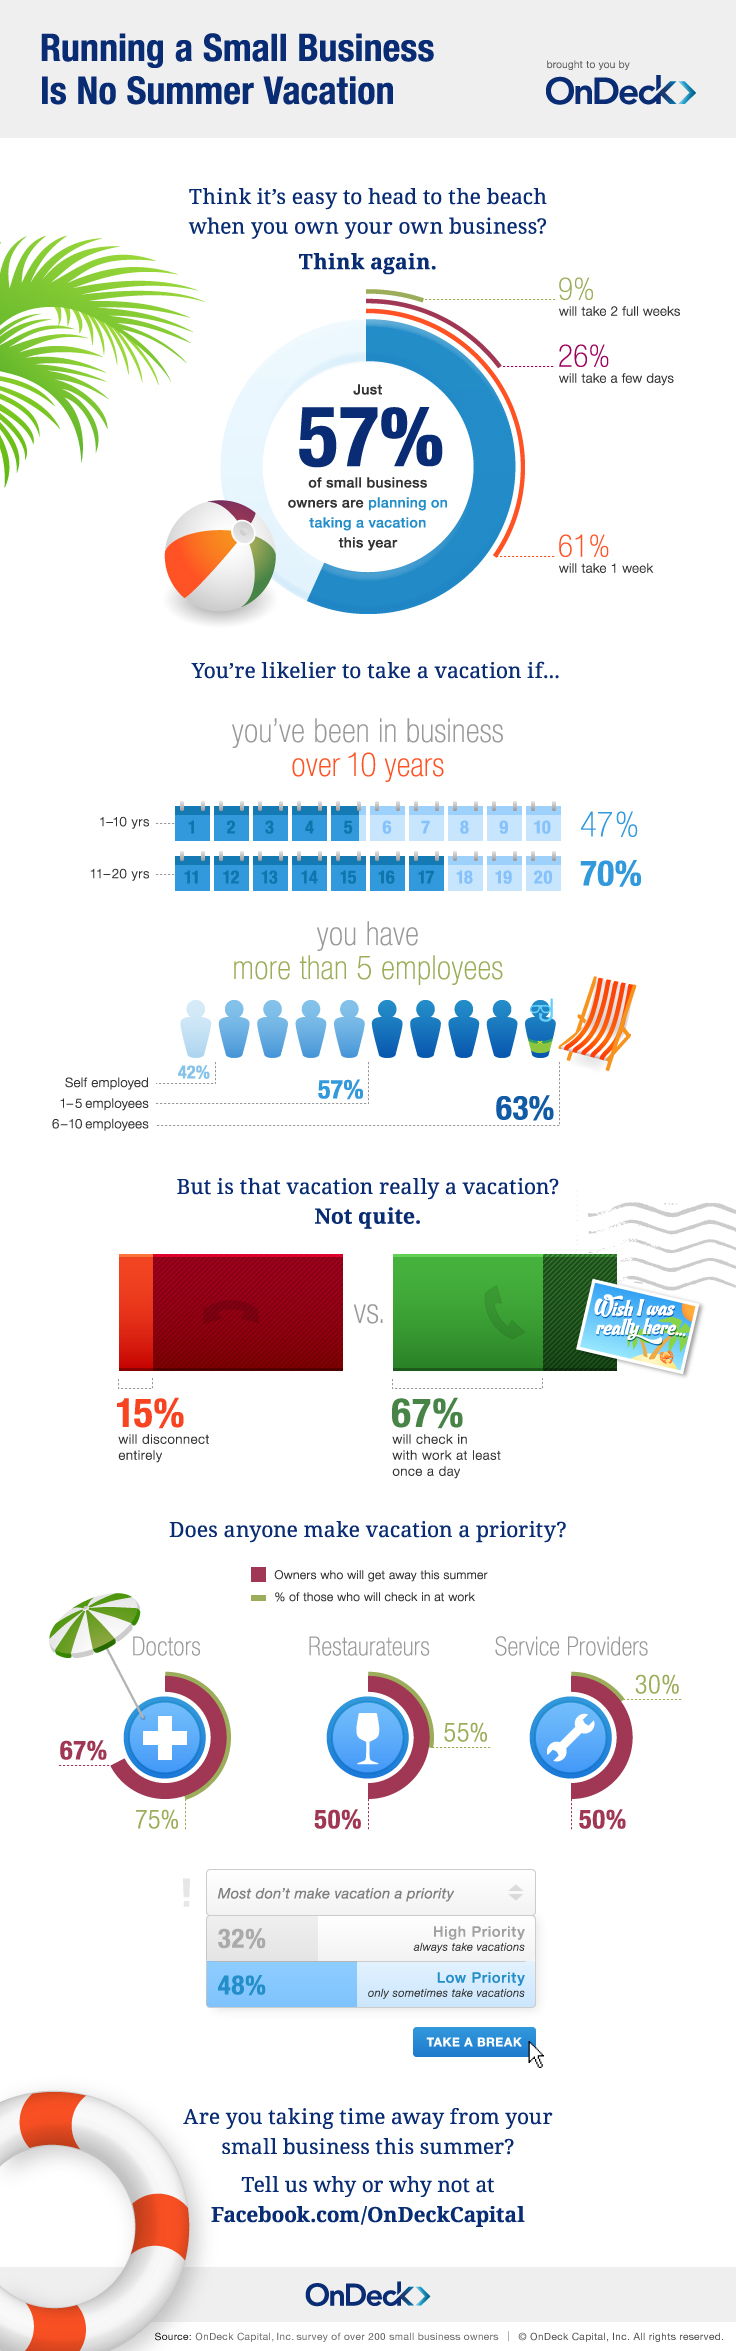 Running a Small Business
Is No Summer Vacation
brought to you by
OnDeck
Think it's easy to head to the beach
when you own your own business?
Think again.
9%
will take 2 full weeks
26%
will take a few days
Just
57%
of small business
owners are planning on
taking a vacation
this year
61%
will take 1 week
You're likelier to take a vacation if...
you've been in business
over 10 years
1–10 yrs 1 2 3 4 5 6 7 8 9 10 47%
11–20 yrs 11 12 13 14 15 16 17 18 19 20 70%
you have
more than 5 employees
42%
Self employed
57%
1–5 employees
63%
6–10 employees
But is that vacation really a vacation?
Not quite.
vs.
Wish I was
really here...
15%
will disconnect
entirely
67%
will check in
with work at least
once a day
Does anyone make vacation a priority?
Owners who will get away this summer
% of those who will check in at work
Doctors
67%
75%
Restaurateurs
55%
50%
Service Providers
30%
50%
!
Most don't make vacation a priority
32%
High Priority
always take vacations
48%
Low Priority
only sometimes take vacations
TAKE A BREAK
Are you taking time away from your
small business this summer?
Tell us why or why not at
Facebook.com/OnDeckCapital
OnDeck
Source: OnDeck Capital, Inc. survey of over 200 small business owners | © OnDeck Capital, Inc. All rights reserved.